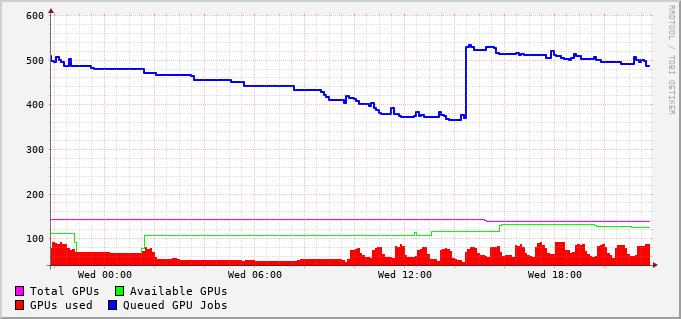 600
500
400
300
200
100
Wed 00:00 Wed 06:00 Wed 12:00 Wed 18:00
Total GPUs Available GPUs
GPUs used Queued GPU Jobs
RRDTOOL / TOBI OETIKER